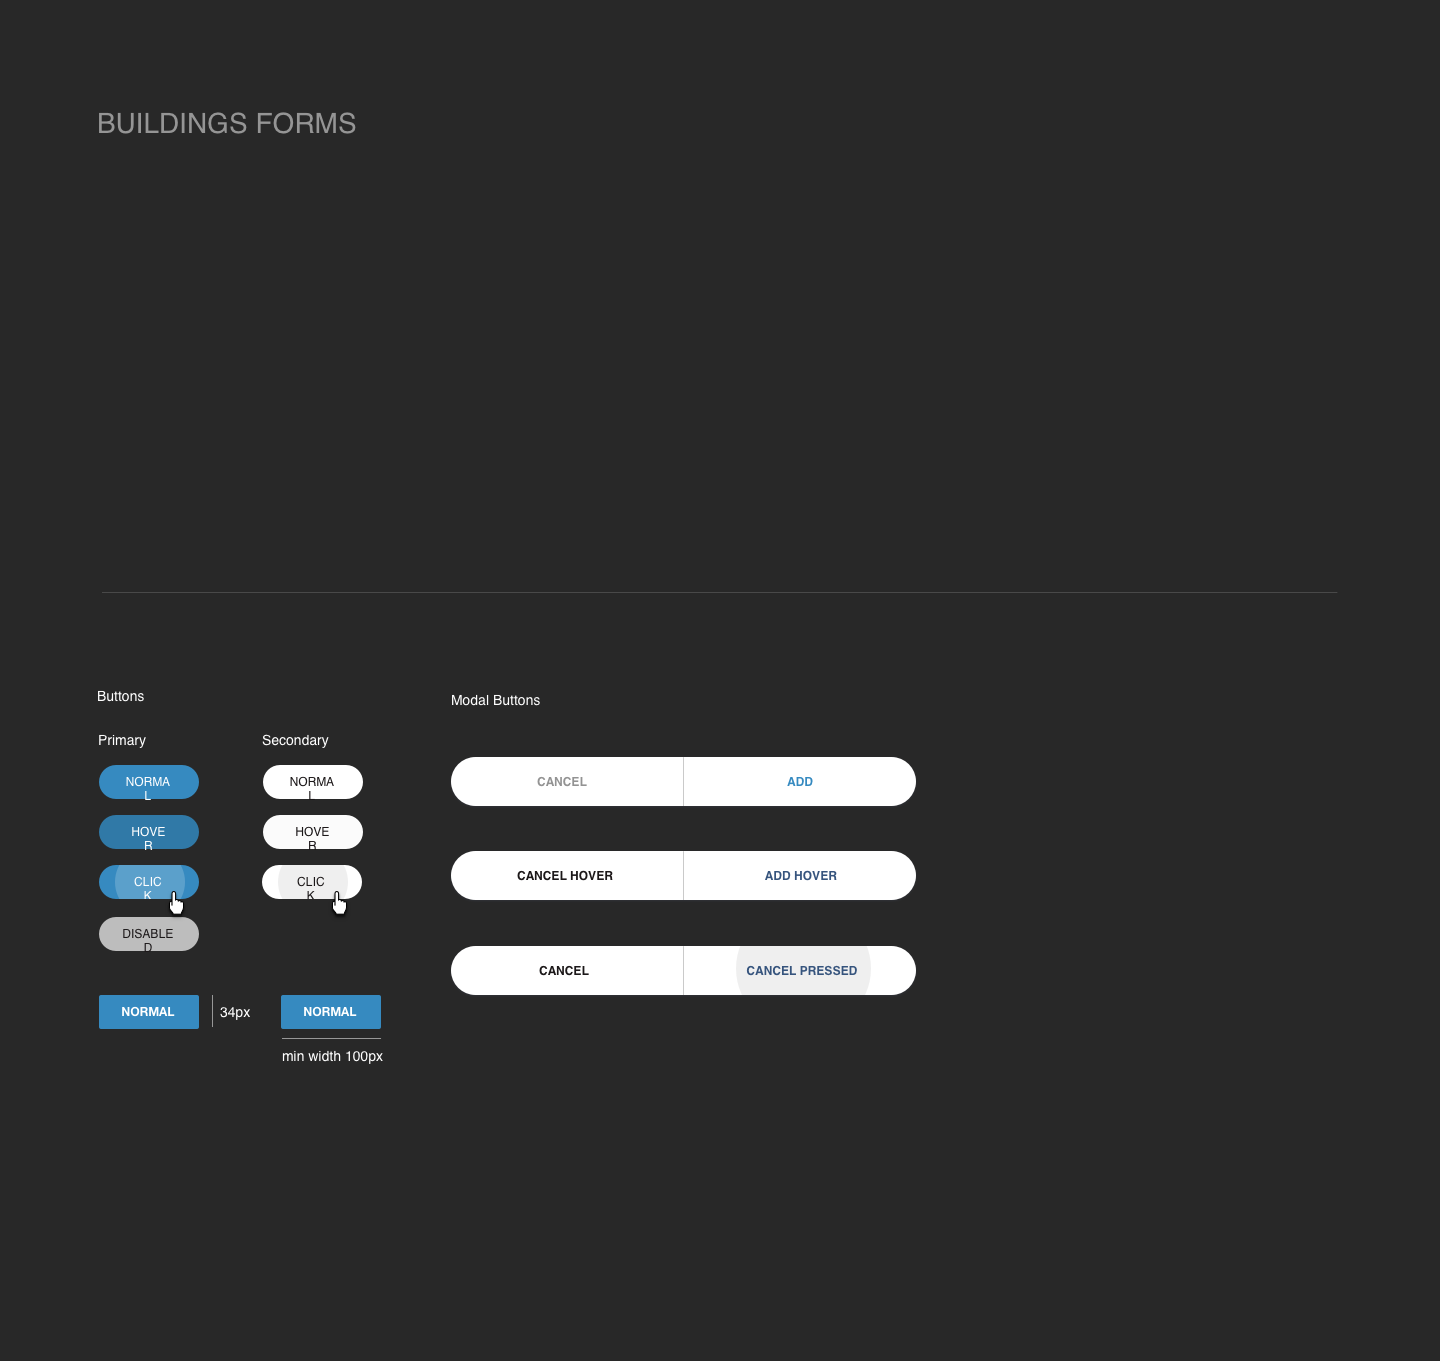 BUILDINGS FORMS
Buttons
Modal Buttons
Primary
Secondary
NORMA
L
NORMA
L
CANCEL
ADD
HOVE
R
HOVE
R
CANCEL HOVER
ADD HOVER
CLIC
K
CLIC
K
DISABLE
D
CANCEL
CANCEL PRESSED
NORMAL
34px
NORMAL
min width 100px